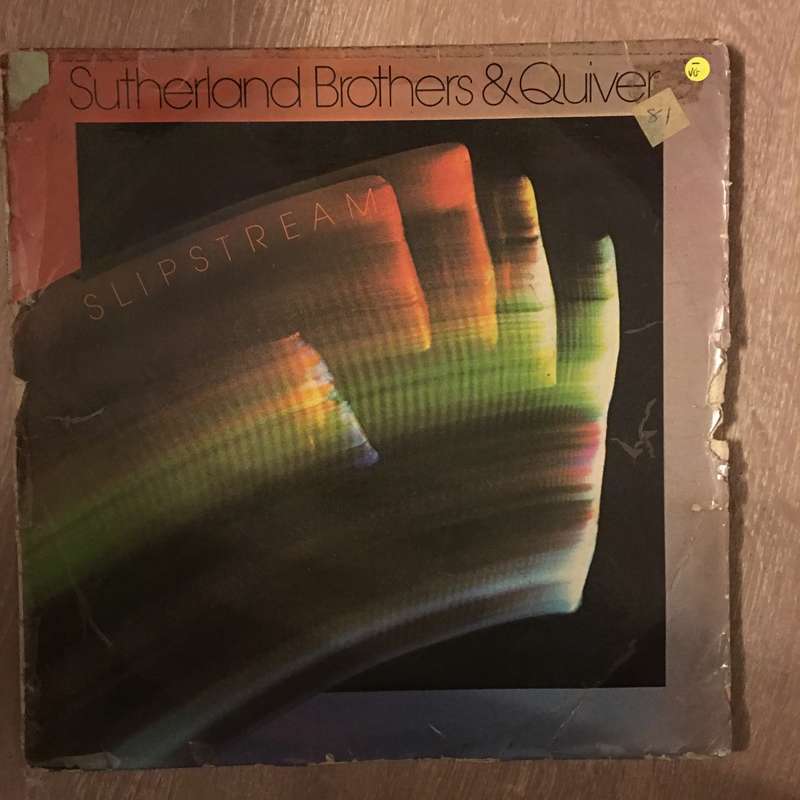 Sutherland Brothers & Quiver
VG
81
SLIPSTREAM